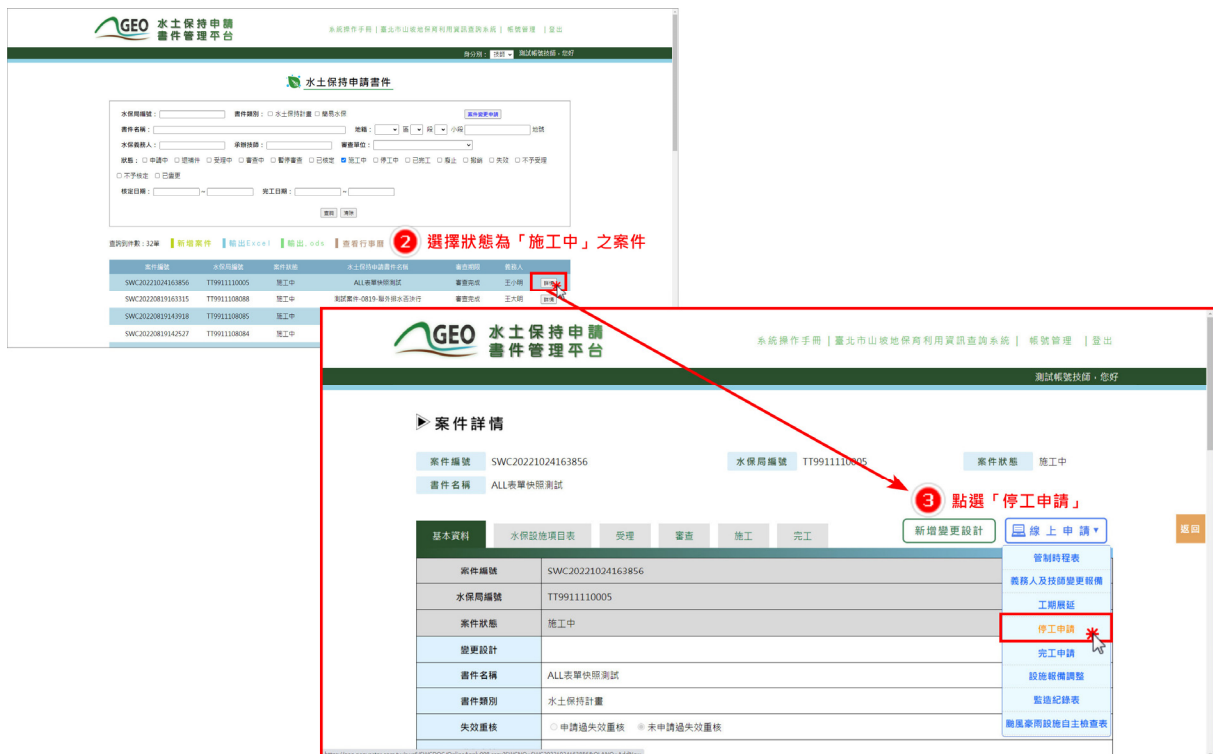 GEO 水土保持申請
書件管理平台
系統操作手冊 | 臺北市山坡地保育利用資訊查詢系統 | 帳號管理 | 登出
身分別： 技師 測試帳號技師，您好
水土保持申請書件
水保局編號： 書件類別： 水土保持計畫 簡易水保 案件變更申請
書件名稱： 地籍： 區 段 小段 地號
水保義務人： 承辦技師： 審查單位：
狀態： 申請中 退補件 受理中 審查中 暫停審查 已核定 施工中 停工中 已完工 廢止 撤銷 失效 不予受理
不予核定 已變更
核定日期： ~ 完工日期： ~
查詢 清除
查詢到件數：32筆 新增案件 輸出Excel 輸出.ods 查看行事曆 2 選擇狀態為「施工中」之案件
案件編號 水保局編號 案件狀態 水土保持申請書件名稱 審查期限 義務人
SWC20221024163856 TT9911110005 施工中 ALL表單快照測試 審查完成 王小明 詳情
SWC20220819163315 TT9911108088 施工中 測試案件-0819-聯外排水否決行 審查完成 王大明 詳情
SWC20220819143918 TT9911108085 施工中
SWC20220819142527 TT9911108084 施工中
GEO 水土保持申請
書件管理平台
系統操作手冊 | 臺北市山坡地保育利用資訊查詢系統 | 帳號管理 | 登出
測試帳號技師，您好
案件詳情
案件編號 SWC20221024163856 水保局編號 TT9911110005 案件狀態 施工中
書件名稱 ALL表單快照測試
3 點選「停工申請」
基本資料 水保設施項目表 受理 審查 施工 完工 新增變更設計 線上申請▼ 返回
案件編號 SWC20221024163856
水保局編號 TT9911110005
案件狀態 施工中
變更設計
書件名稱 ALL表單快照測試
書件類別 水土保持計畫
失效重核 申請過失效重核 未申請過失效重核
管制時程表
義務人及技師變更報備
工期展延
停工申請
完工申請
設施報備調整
監造紀錄表
颱風豪雨設施自主檢查表